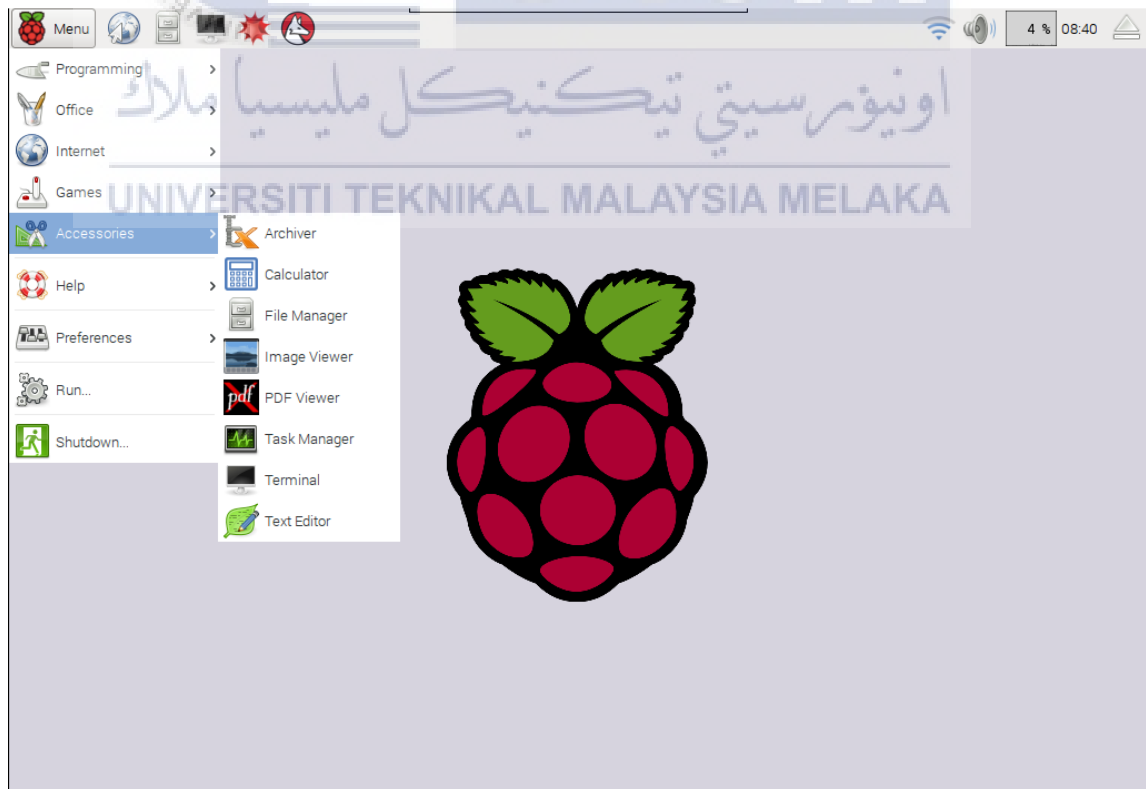 Menu
4 % 08:40
Programming
Office
Internet
Games
Accessories
Help
Preferences
Run...
Shutdown...
Archiver
Calculator
File Manager
Image Viewer
pdf PDF Viewer
Task Manager
Terminal
Text Editor
اونيۏرسيتي تيكنيكل مليسيا ملاك
UNIVERSITI TEKNIKAL MALAYSIA MELAKA